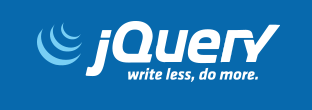 jQuery
write less, do more.